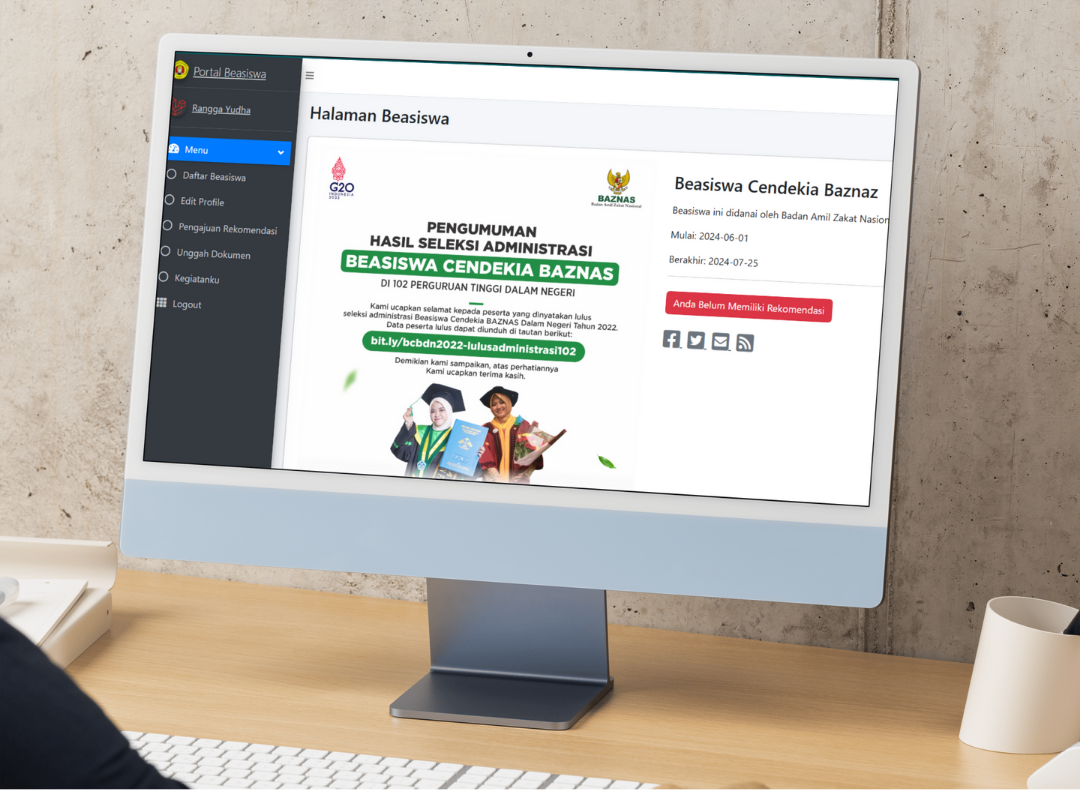 Portal Beasiswa
Rangga Yudha
Menu
Daftar Beasiswa
Edit Profile
Pengajuan Rekomendasi
Unggah Dokumen
Kegiatanku
Logout
Halaman Beasiswa
G20
INDONESIA
2022
BAZNAS
Badan Amil Zakat Nasional
PENGUMUMAN
HASIL SELEKSI ADMINISTRASI
BEASISWA CENDEKIA BAZNAS
DI 102 PERGURUAN TINGGI DALAM NEGERI
Kami ucapkan selamat kepada peserta yang dinyatakan lulus
seleksi administrasi Beasiswa Cendekia BAZNAS Dalam Negeri Tahun 2022.
Data peserta lulus dapat diunduh di tautan berikut:
bit.ly/bcbdn2022-lulusadministrasi102
Demikian kami sampaikan, atas perhatiannya
Kami ucapkan terima kasih.
Beasiswa Cendekia Baznaz
Beasiswa ini didanai oleh Badan Amil Zakat Nasion
Mulai: 2024-06-01
Berakhir: 2024-07-25
Anda Belum Memiliki Rekomendasi